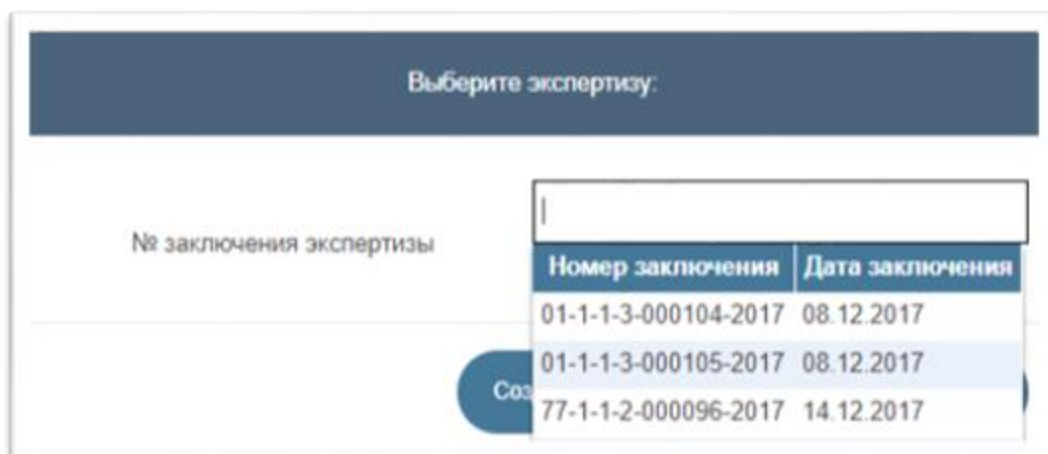 Выберите экспертизу:
№ заключения экспертизы
Номер заключения Дата заключения
01-1-1-3-000104-2017 08.12.2017
01-1-1-3-000105-2017 08.12.2017
Соз
77-1-1-2-000096-2017 14.12.2017